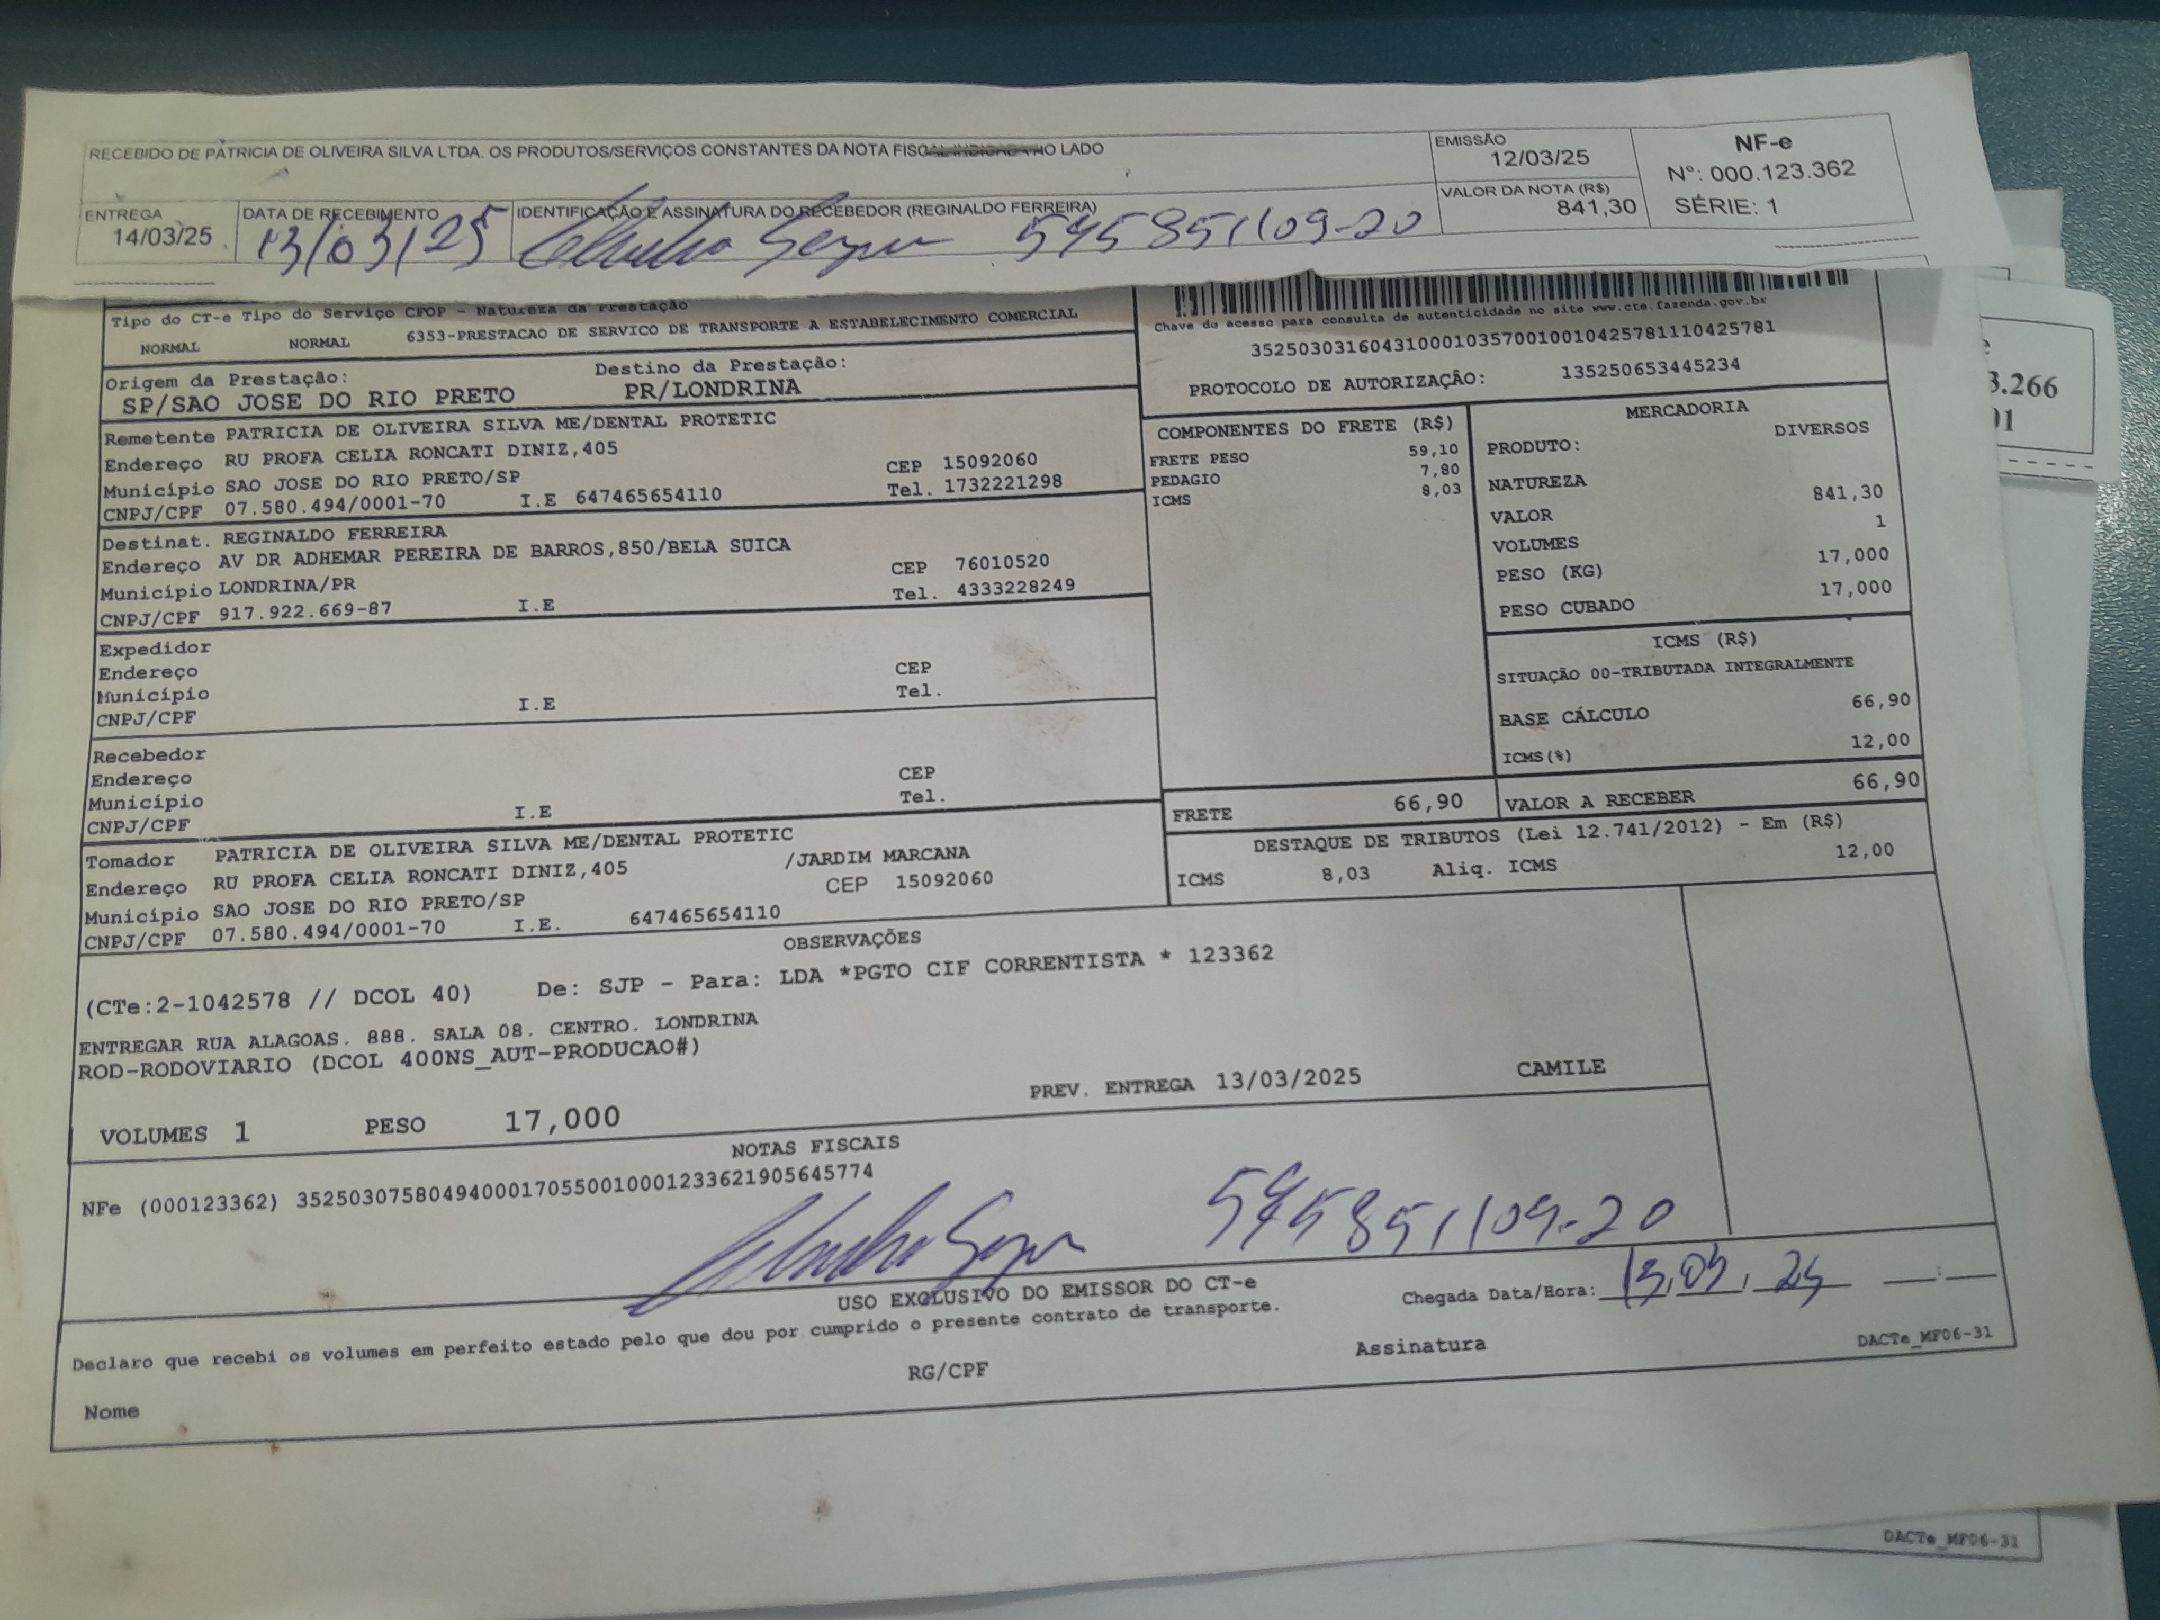 RECEBIDO DE PATRICIA DE OLIVEIRA SILVA LTDA. OS PRODUTOS/SERVIÇOS CONSTANTES DA NOTA LADO
EMISSÃO
12/03/25
VALOR DA NOTA (R$)
841,30
NF-e
Nº: 000.123.362
SÉRIE: 1
ENTREGA
14/03/25
DATA DE RECEBIMENTO
13/03/25
IDENTIFICAÇÃO E ASSINATURA DO RECEBEDOR (REGINALDO FERREIRA)
545851109-20
Tipo do CT-e Tipo do Serviço CFOP - Natureza da Prestação
NORMAL NORMAL 6353-PRESTACAO DE SERVICO DE TRANSPORTE A ESTABELECIMENTO COMERCIAL
Chave de acesso para consulta de autenticidade no site www.cte.fazenda.gov.br
35250303160431000103570010010425781110425781
PROTOCOLO DE AUTORIZAÇÃO: 135250653445234
Origem da Prestação: Destino da Prestação:
SP/SAO JOSE DO RIO PRETO PR/LONDRINA
Remetente PATRICIA DE OLIVEIRA SILVA ME/DENTAL PROTETIC
Endereço RU PROFA CELIA RONCATI DINIZ,405
CEP 15092060
Município SAO JOSE DO RIO PRETO/SP
Tel. 1732221298
CNPJ/CPF 07.580.494/0001-70 I.E 647465654110
Destinat. REGINALDO FERREIRA
Endereço AV DR ADHEMAR PEREIRA DE BARROS,850/BELA SUICA
CEP 76010520
Município LONDRINA/PR
Tel. 4333228249
CNPJ/CPF 917.922.669-87 I.E
Expedidor
Endereço CEP
Município Tel.
CNPJ/CPF I.E
Recebedor
Endereço CEP
Município Tel.
CNPJ/CPF I.E
Tomador PATRICIA DE OLIVEIRA SILVA ME/DENTAL PROTETIC
Endereço RU PROFA CELIA RONCATI DINIZ,405 /JARDIM MARCANA
Município SAO JOSE DO RIO PRETO/SP CEP 15092060
CNPJ/CPF 07.580.494/0001-70 I.E. 647465654110
COMPONENTES DO FRETE (R$)
FRETE PESO 59,10
PEDAGIO 7,80
ICMS 8,03
MERCADORIA
PRODUTO: DIVERSOS
NATUREZA
VALOR 841,30
VOLUMES 1
PESO (KG) 17,000
PESO CUBADO 17,000
ICMS (R$)
SITUAÇÃO 00-TRIBUTADA INTEGRALMENTE
BASE CÁLCULO 66,90
ICMS(%) 12,00
FRETE 66,90 VALOR A RECEBER 66,90
DESTAQUE DE TRIBUTOS (Lei 12.741/2012) - Em (R$)
ICMS 8,03 Aliq. ICMS 12,00
OBSERVAÇÕES
(CTe:2-1042578 // DCOL 40) De: SJP - Para: LDA *PGTO CIF CORRENTISTA * 123362
ENTREGAR RUA ALAGOAS. 888. SALA 08. CENTRO. LONDRINA
ROD-RODOVIARIO (DCOL 400NS_AUT-PRODUCAO#)
PREV. ENTREGA 13/03/2025 CAMILE
VOLUMES 1 PESO 17,000
NOTAS FISCAIS
NFe (000123362) 35250307580494000170550010001233621905645774
545851109-20
USO EXCLUSIVO DO EMISSOR DO CT-e
Chegada Data/Hora: 13,03,25 __:__
Declaro que recebi os volumes em perfeito estado pelo que dou por cumprido o presente contrato de transporte.
Nome RG/CPF Assinatura
DACTe_MF06-31
3.266
01
DACTe_MF06-31